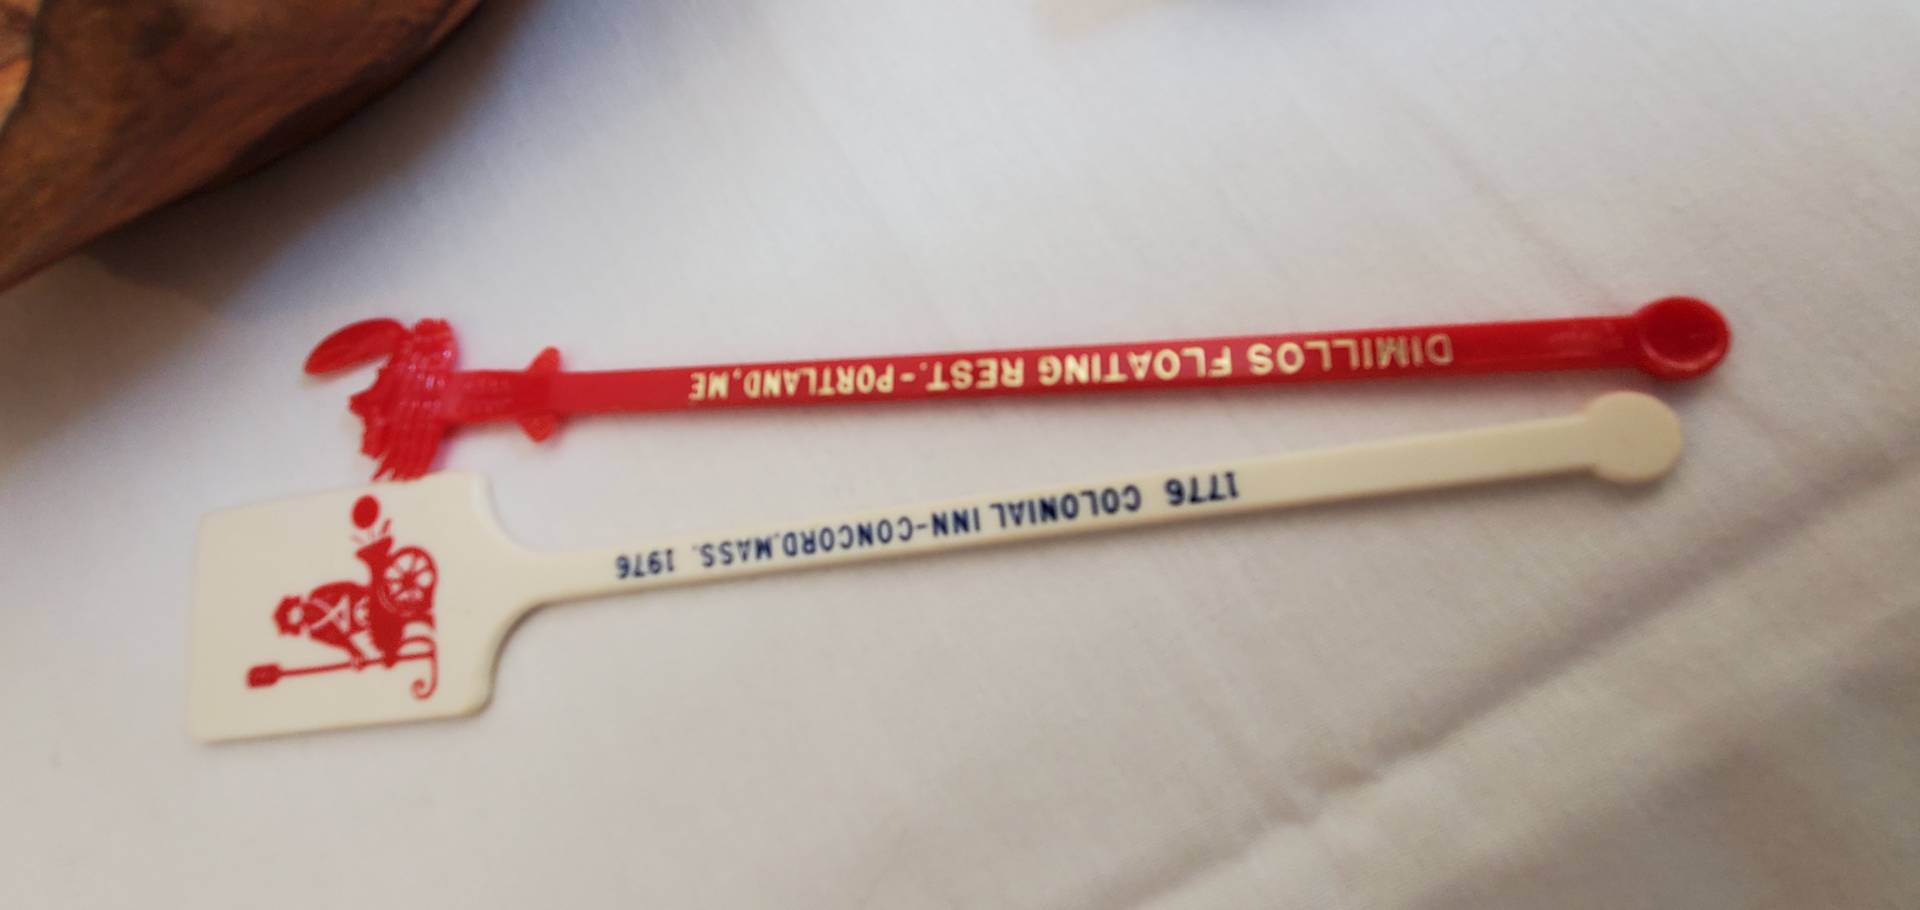 DIMILLOS FLOATING REST.-PORTLAND,ME
1776 COLONIAL INN-CONCORD,MASS. 1976